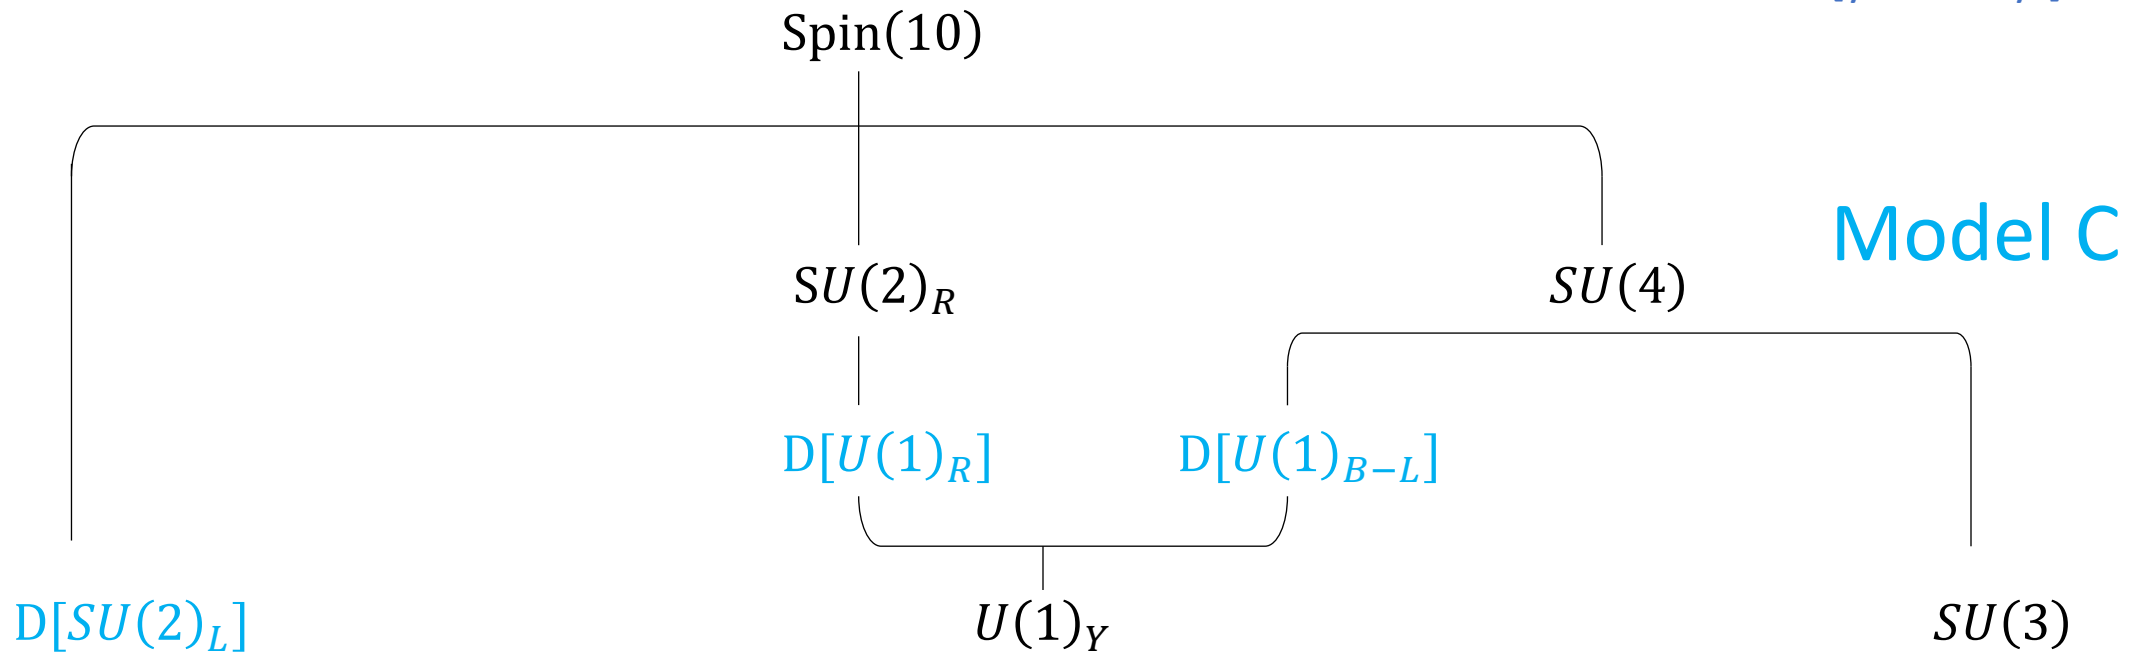 Spin(10)
Model C
SU(2)_R
SU(4)
D[U(1)_R]
D[U(1)_{B−L}]
D[SU(2)_L]
U(1)_Y
SU(3)